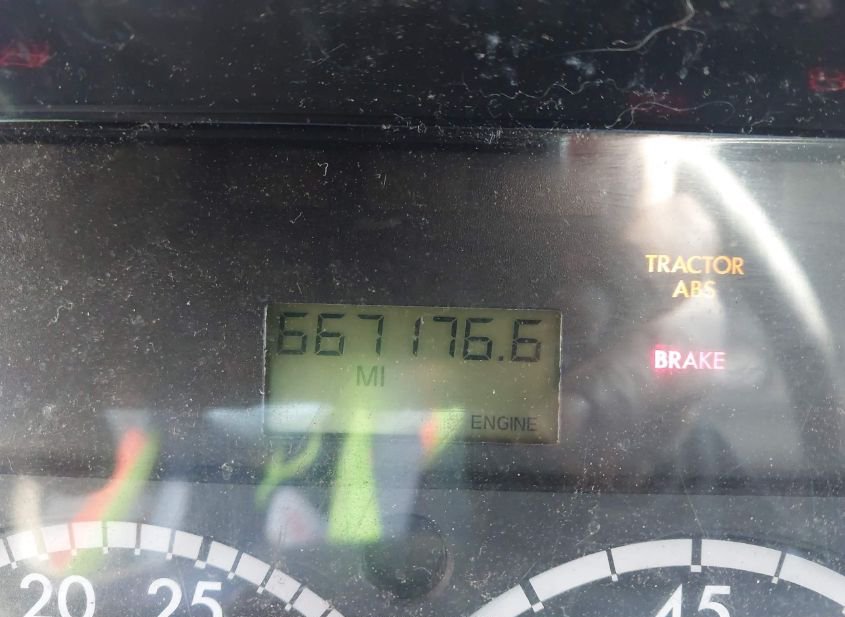 TRACTOR
ABS
667176.6
BRAKE
MI
ENGINE
20
25
45